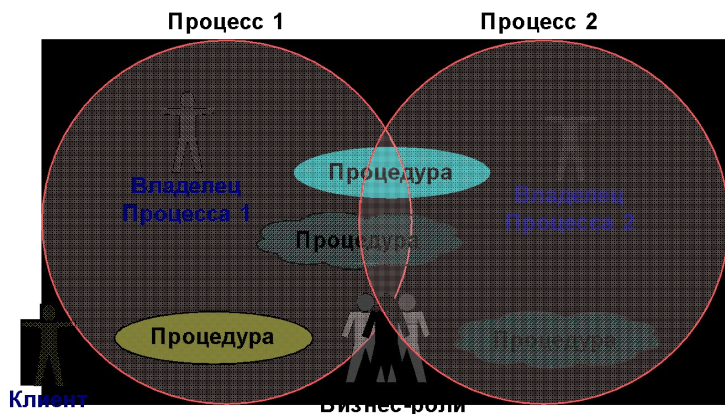 Процесс 1
Процесс 2
Процедура
Владелец
Процесса 1
Владелец
Процесса 2
Процедура
Процедура
Процедура
Клиент
Бизнес-роли